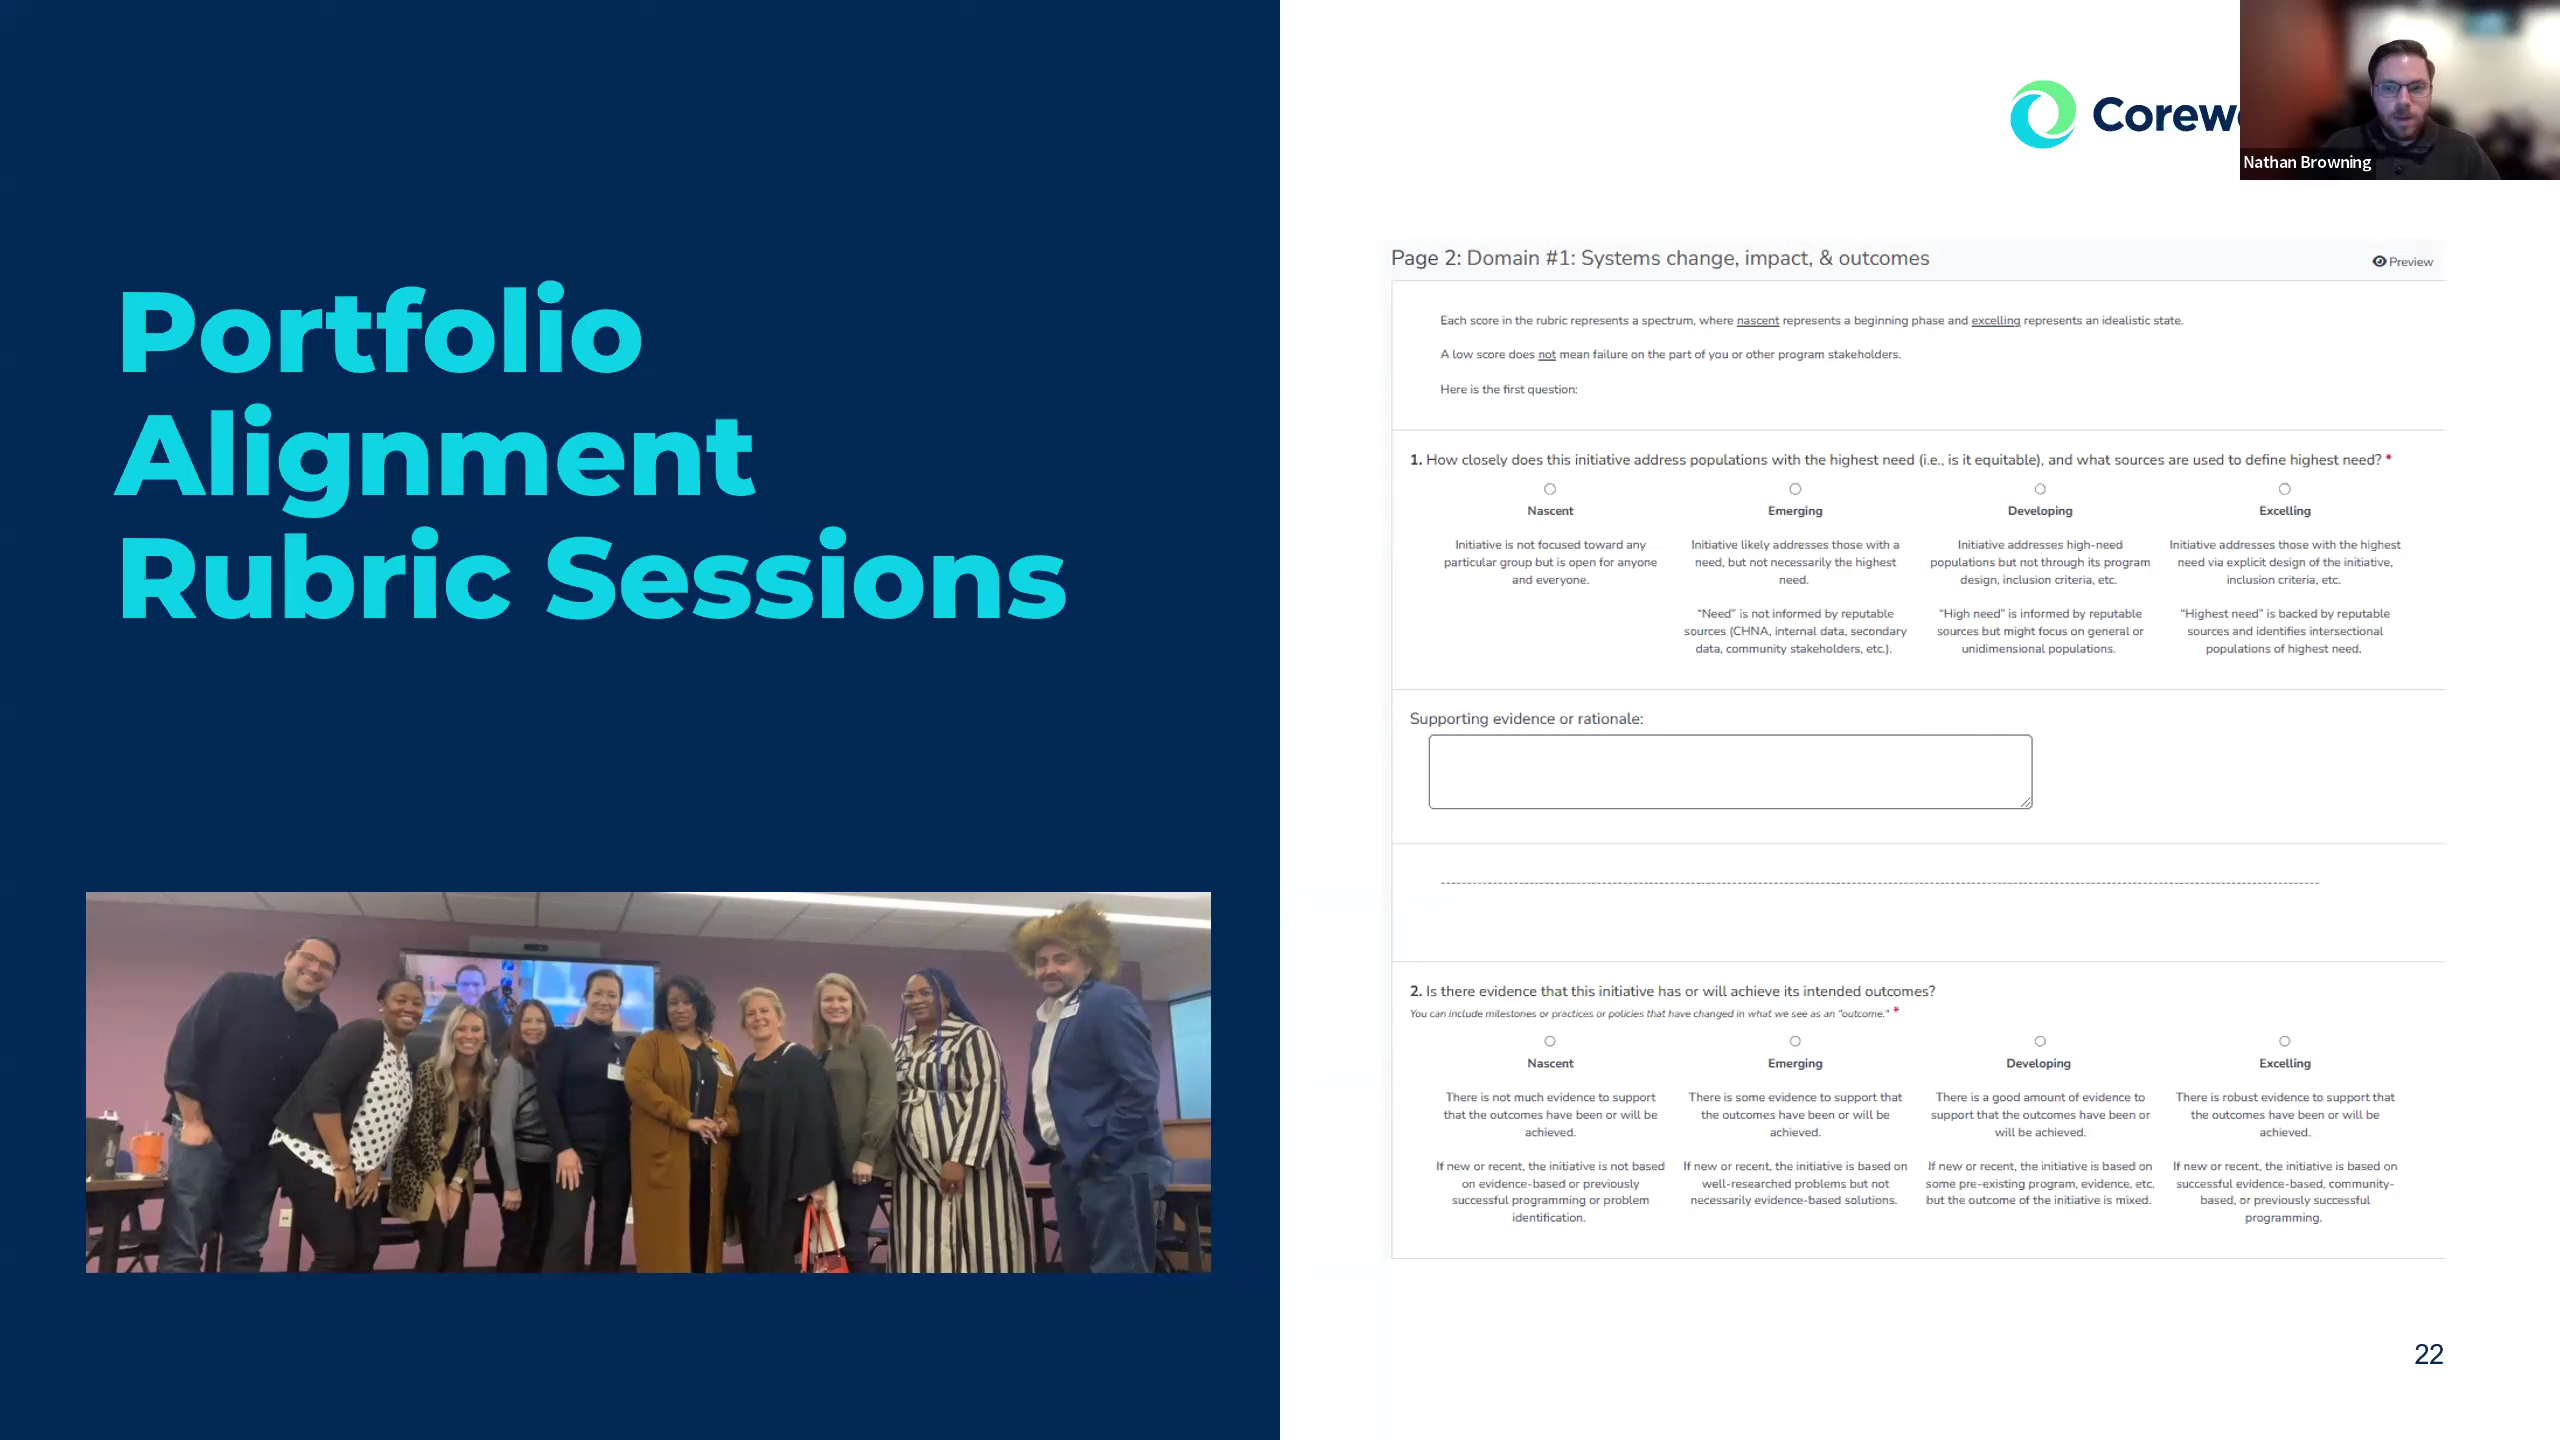 Portfolio
Alignment
Rubric Sessions
Corew
Nathan Browning
Page 2: Domain #1: Systems change, impact, & outcomes
Preview
Each score in the rubric represents a spectrum, where nascent represents a beginning phase and excelling represents an idealistic state.
A low score does not mean failure on the part of you or other program stakeholders.
Here is the first question:
1. How closely does this initiative address populations with the highest need (i.e., is it equitable), and what sources are used to define highest need? *
Nascent
Initiative is not focused toward any
particular group but is open for anyone
and everyone.
Emerging
Initiative likely addresses those with a
need, but not necessarily the highest
need.
“Need” is not informed by reputable
sources (CHNA, internal data, secondary
data, community stakeholders, etc.).
Developing
Initiative addresses high-need
populations but not through its program
design, inclusion criteria, etc.
“High need” is informed by reputable
sources but might focus on general or
unidimensional populations.
Excelling
Initiative addresses those with the highest
need via explicit design of the initiative,
inclusion criteria, etc.
“Highest need” is backed by reputable
sources and identifies intersectional
populations of highest need.
Supporting evidence or rationale:
2. Is there evidence that this initiative has or will achieve its intended outcomes?
You can include milestones or practices or policies that have changed in what we see as an "outcome." *
Nascent
There is not much evidence to support
that the outcomes have been or will be
achieved.
If new or recent, the initiative is not based
on evidence-based or previously
successful programming or problem
identification.
Emerging
There is some evidence to support that
the outcomes have been or will be
achieved.
If new or recent, the initiative is based on
well-researched problems but not
necessarily evidence-based solutions.
Developing
There is a good amount of evidence to
support that the outcomes have been or
will be achieved.
If new or recent, the initiative is based on
some pre-existing program, evidence, etc.
but the outcome of the initiative is mixed.
Excelling
There is robust evidence to support that
the outcomes have been or will be
achieved.
If new or recent, the initiative is based on
successful evidence-based, community-
based, or previously successful
programming.
22